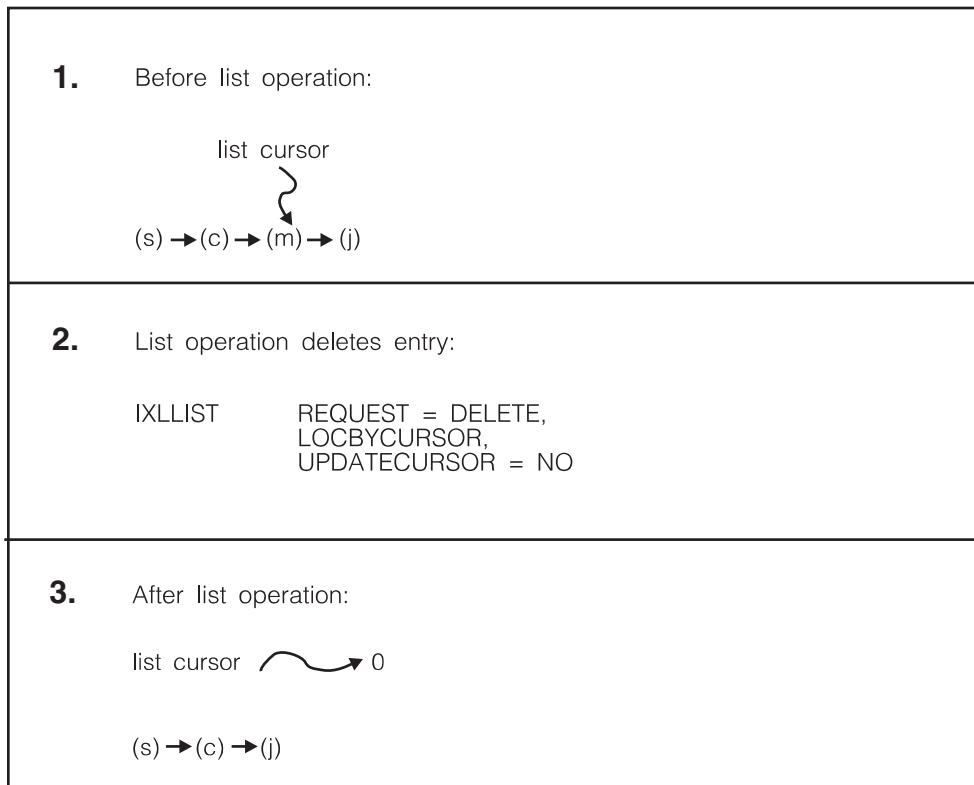 1. Before list operation:
list cursor
(s) → (c) → (m) → (j)
2. List operation deletes entry:
IXLLIST REQUEST = DELETE,
LOCBYCURSOR,
UPDATECURSOR = NO
3. After list operation:
list cursor 0
(s) → (c) → (j)